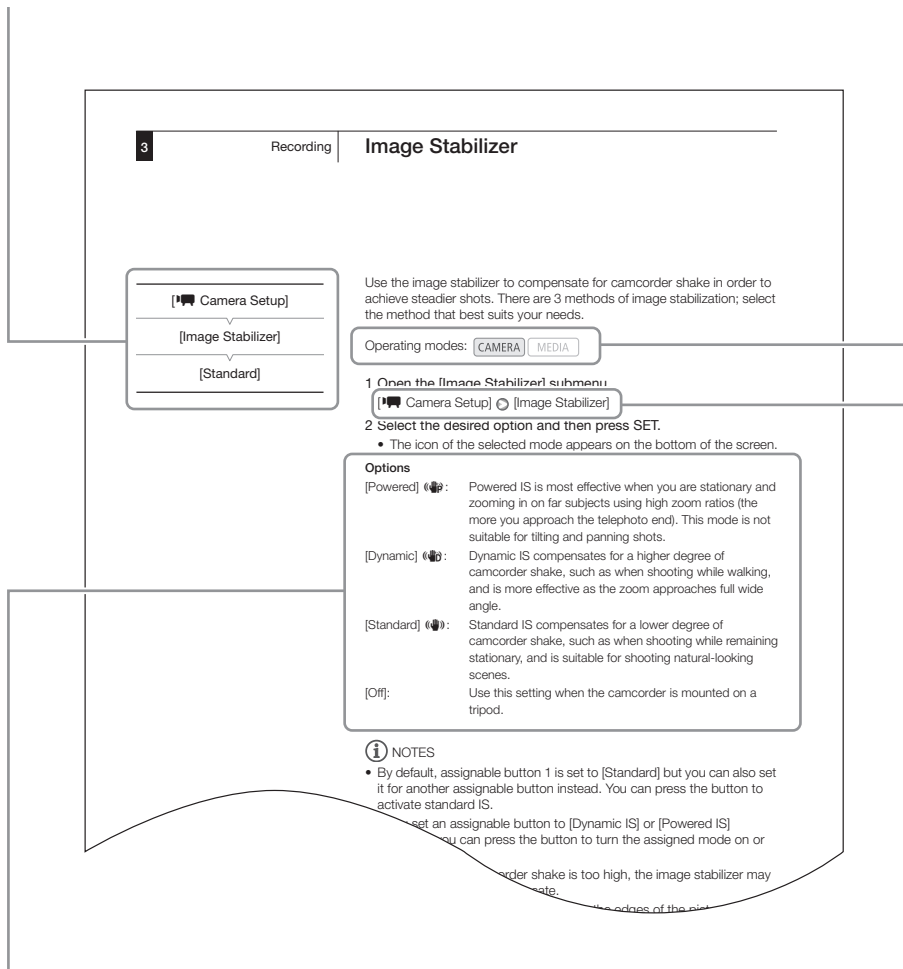 3 Recording Image Stabilizer
[ Camera Setup]
[Image Stabilizer]
[Standard]
Use the image stabilizer to compensate for camcorder shake in order to
achieve steadier shots. There are 3 methods of image stabilization; select
the method that best suits your needs.
Operating modes: CAMERA MEDIA
1 Open the [Image Stabilizer] submenu
[ Camera Setup] [Image Stabilizer]
2 Select the desired option and then press SET.
• The icon of the selected mode appears on the bottom of the screen.
Options
[Powered] : Powered IS is most effective when you are stationary and
zooming in on far subjects using high zoom ratios (the
more you approach the telephoto end). This mode is not
suitable for tilting and panning shots.
[Dynamic] : Dynamic IS compensates for a higher degree of
camcorder shake, such as when shooting while walking,
and is more effective as the zoom approaches full wide
angle.
[Standard] : Standard IS compensates for a lower degree of
camcorder shake, such as when shooting while remaining
stationary, and is suitable for shooting natural-looking
scenes.
[Off]: Use this setting when the camcorder is mounted on a
tripod.
NOTES
• By default, assignable button 1 is set to [Standard] but you can also set
it for another assignable button instead. You can press the button to
activate standard IS.
set an assignable button to [Dynamic IS] or [Powered IS]
you can press the button to turn the assigned mode on or
shake is too high, the image stabilizer may
the edges of the